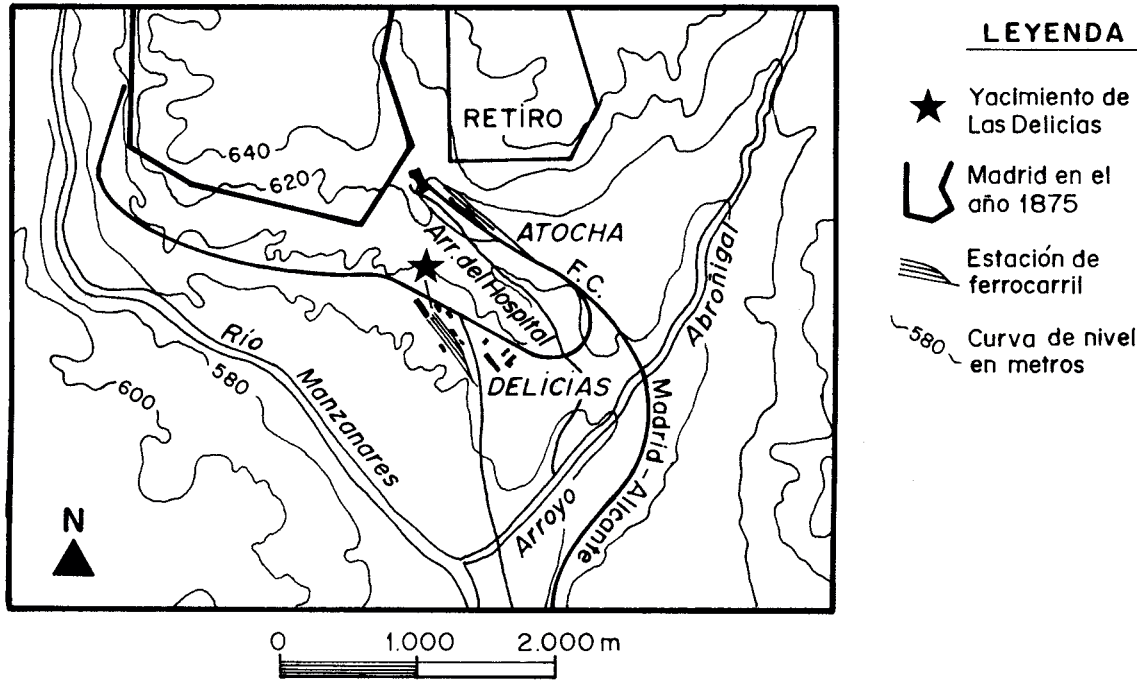 RETIRO
640
620
ATOCHA
Arr. del Hospital
F.C.
Madrid-Alicante
Abroñigal
Arroyo
DELICIAS
Río
Manzanares
580
600
N
0 1.000 2.000 m
LEYENDA
Yacimiento de
Las Delicias
Madrid en el
año 1875
Estación de
ferrocarril
580
Curva de nivel
en metros